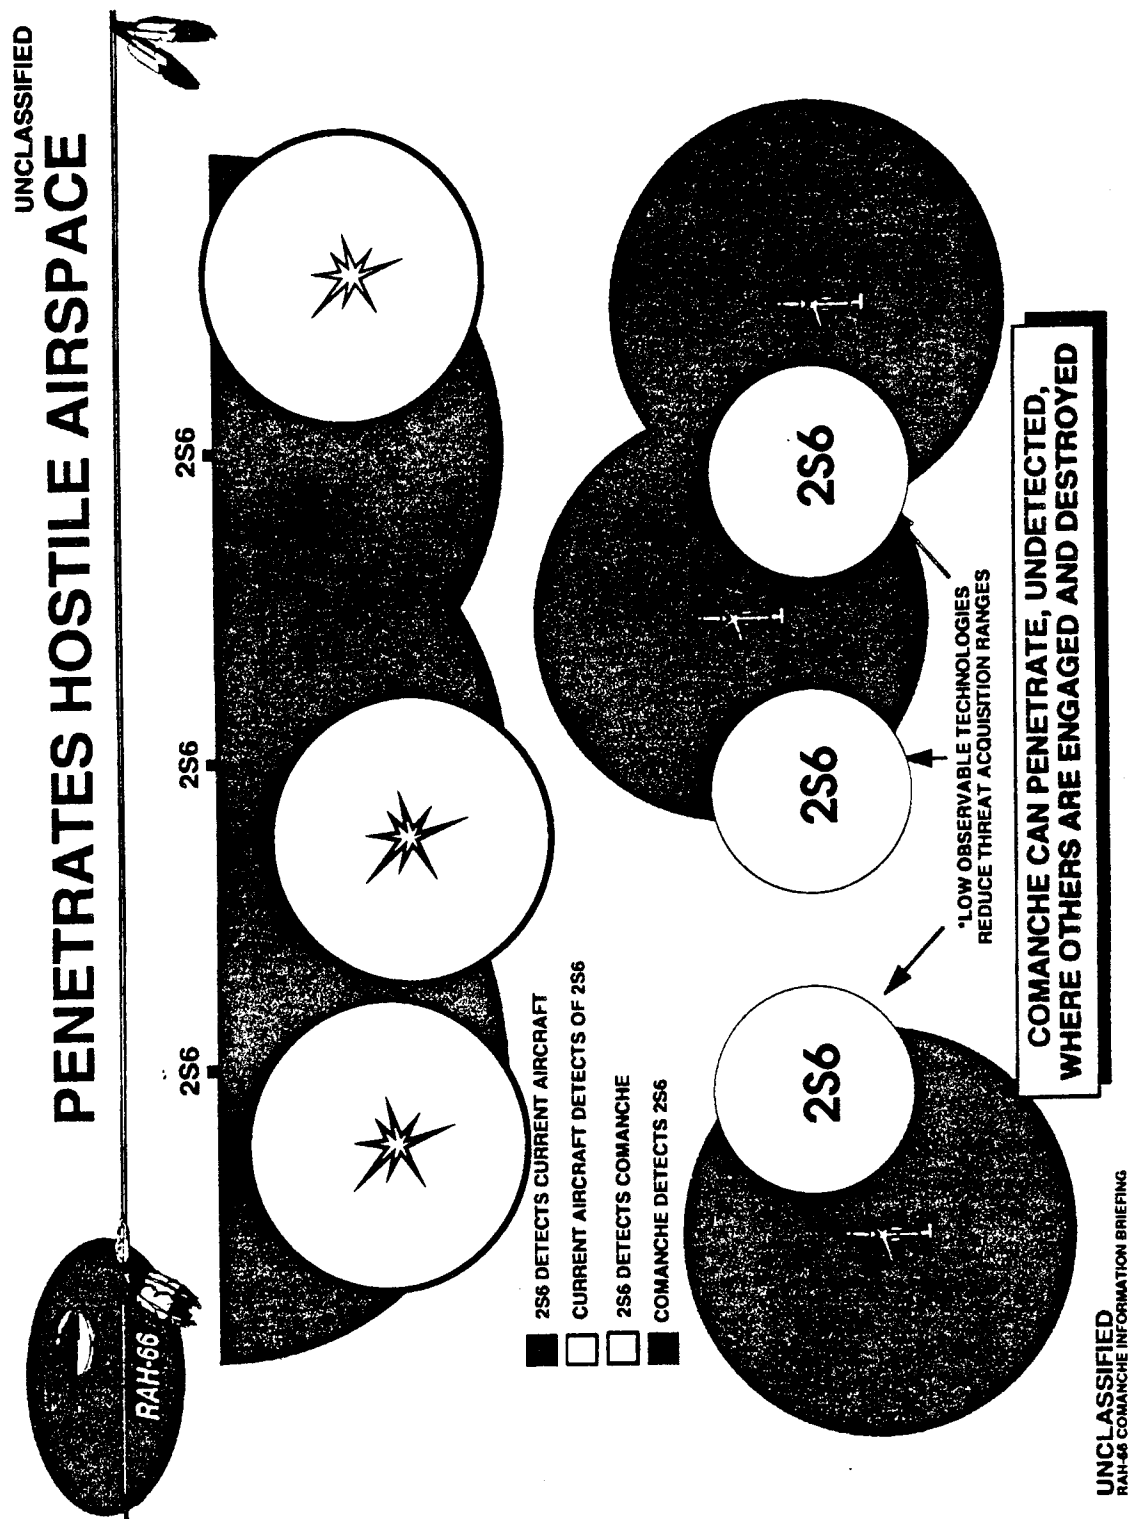 UNCLASSIFIED
PENETRATES HOSTILE AIRSPACE
RAH-66
2S6
2S6
2S6
2S6 DETECTS CURRENT AIRCRAFT
CURRENT AIRCRAFT DETECTS OF 2S6
2S6 DETECTS COMANCHE
COMANCHE DETECTS 2S6
2S6
2S6
2S6
*LOW OBSERVABLE TECHNOLOGIES
REDUCE THREAT ACQUISITION RANGES
COMANCHE CAN PENETRATE, UNDETECTED,
WHERE OTHERS ARE ENGAGED AND DESTROYED
UNCLASSIFIED
RAH-66 COMANCHE INFORMATION BRIEFING